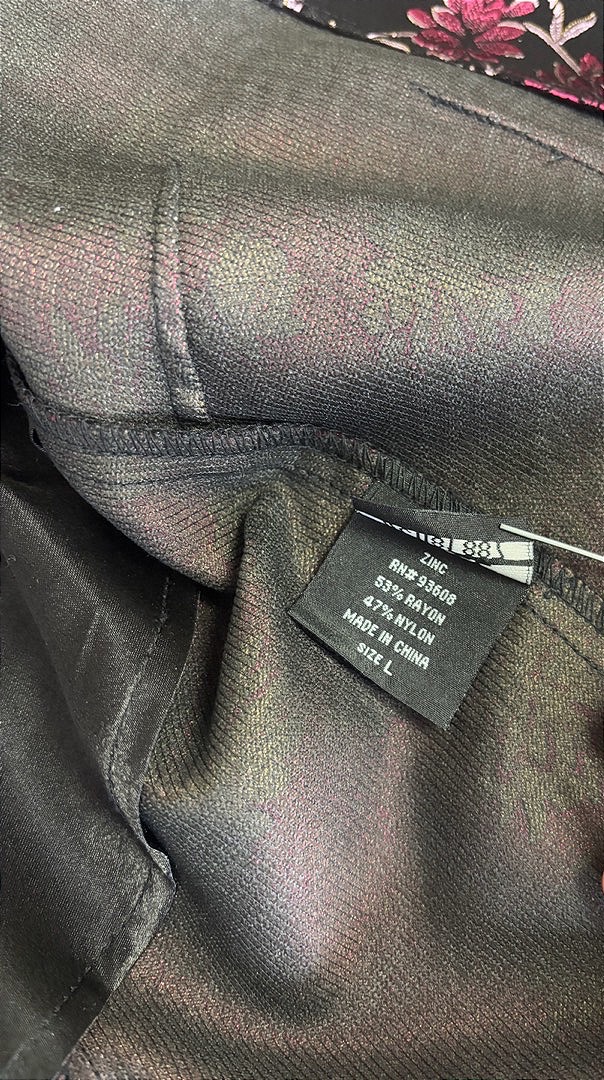 ZINC
RN# 93608
53% RAYON
47% NYLON
MADE IN CHINA
SIZE L